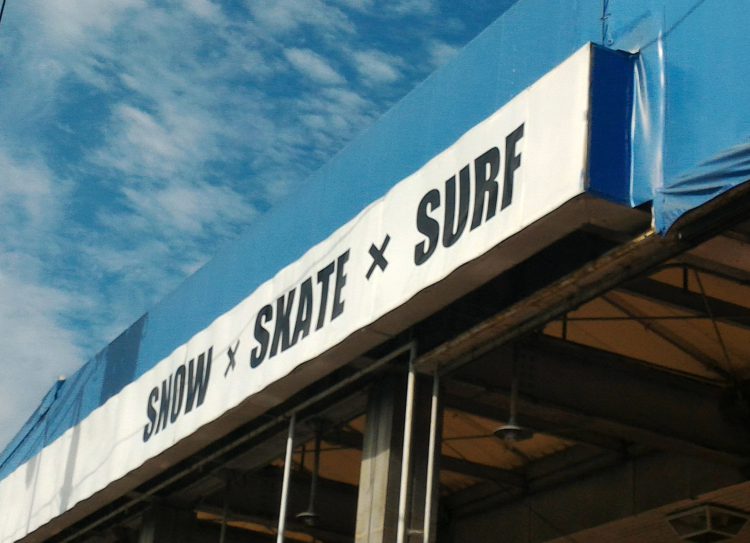 SNOW × SKATE × SURF